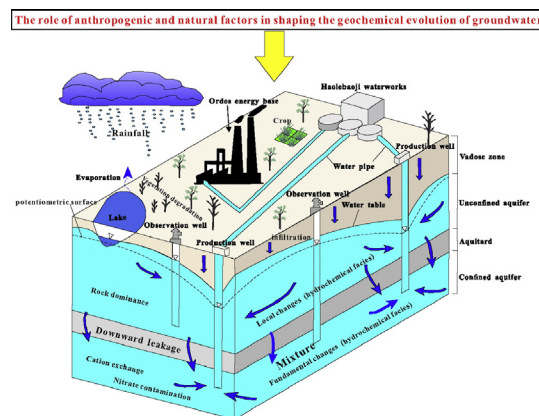 The role of anthropogenic and natural factors in shaping the geochemical evolution of groundwater
Haolebaoji waterworks
Ordos energy base
Crop
Rainfall
Production well
Water pipe
Vadose zone
Evaporation
Vegetation degradation
Observation well
potentiometric surface
Lake
Observation well
Water table
Unconfined aquifer
Production well
infiltration
Aquitard
Confined aquifer
Rock dominance
Local changes (hydrochemical facies)
Downward leakage
Mixture
Fundamental changes (hydrochemical facies)
Cation exchange
Nitrate contamination